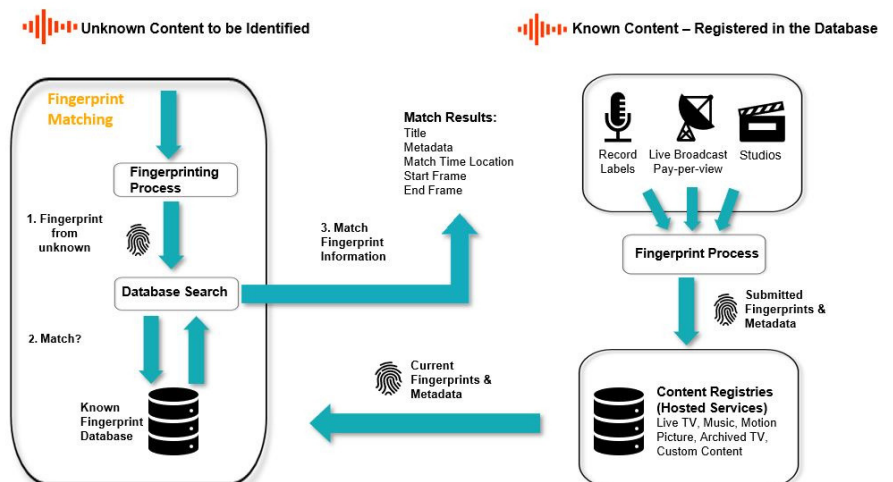 Unknown Content to be Identified
Known Content – Registered in the Database
Fingerprint
Matching
Fingerprinting
Process
1. Fingerprint
from
unknown
Database Search
2. Match?
Known
Fingerprint
Database
3. Match
Fingerprint
Information
Match Results:
Title
Metadata
Match Time Location
Start Frame
End Frame
Record
Labels
Live Broadcast
Pay-per-view
Studios
Fingerprint Process
Submitted
Fingerprints &
Metadata
Content Registries
(Hosted Services)
Live TV, Music, Motion
Picture, Archived TV,
Custom Content
Current
Fingerprints &
Metadata